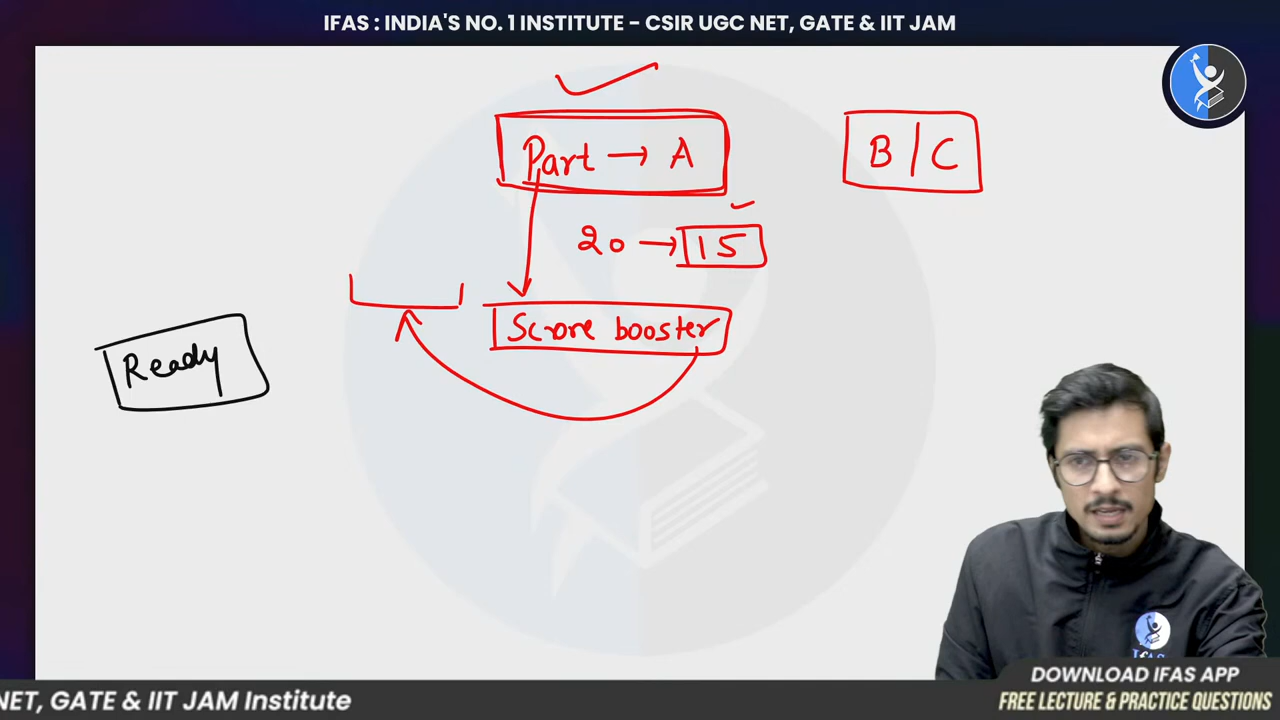 IFAS : INDIA'S NO. 1 INSTITUTE - CSIR UGC NET, GATE & IIT JAM
Part → A
B | C
20 → 15
Score booster
Ready
IFAS
DOWNLOAD IFAS APP
NET, GATE & IIT JAM Institute
FREE LECTURE & PRACTICE QUESTIONS